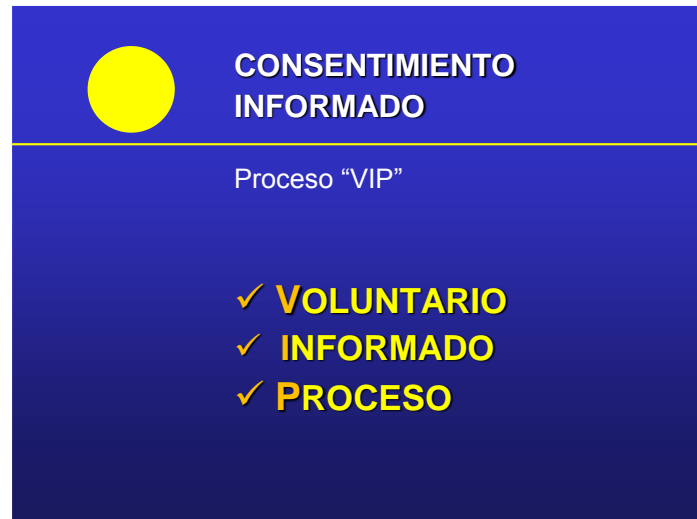 CONSENTIMIENTO
INFORMADO
Proceso “VIP”
✓ VOLUNTARIO
✓ INFORMADO
✓ PROCESO